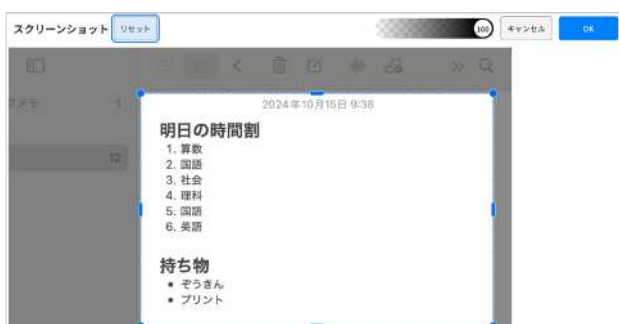 スクリーンショット リセット 100 キャンセル OK
メモ 1
12
2024年10月15日 9:38
明日の時間割
1. 算数
2. 国語
3. 社会
4. 理科
5. 国語
6. 英語
持ち物
• ぞうきん
• プリント